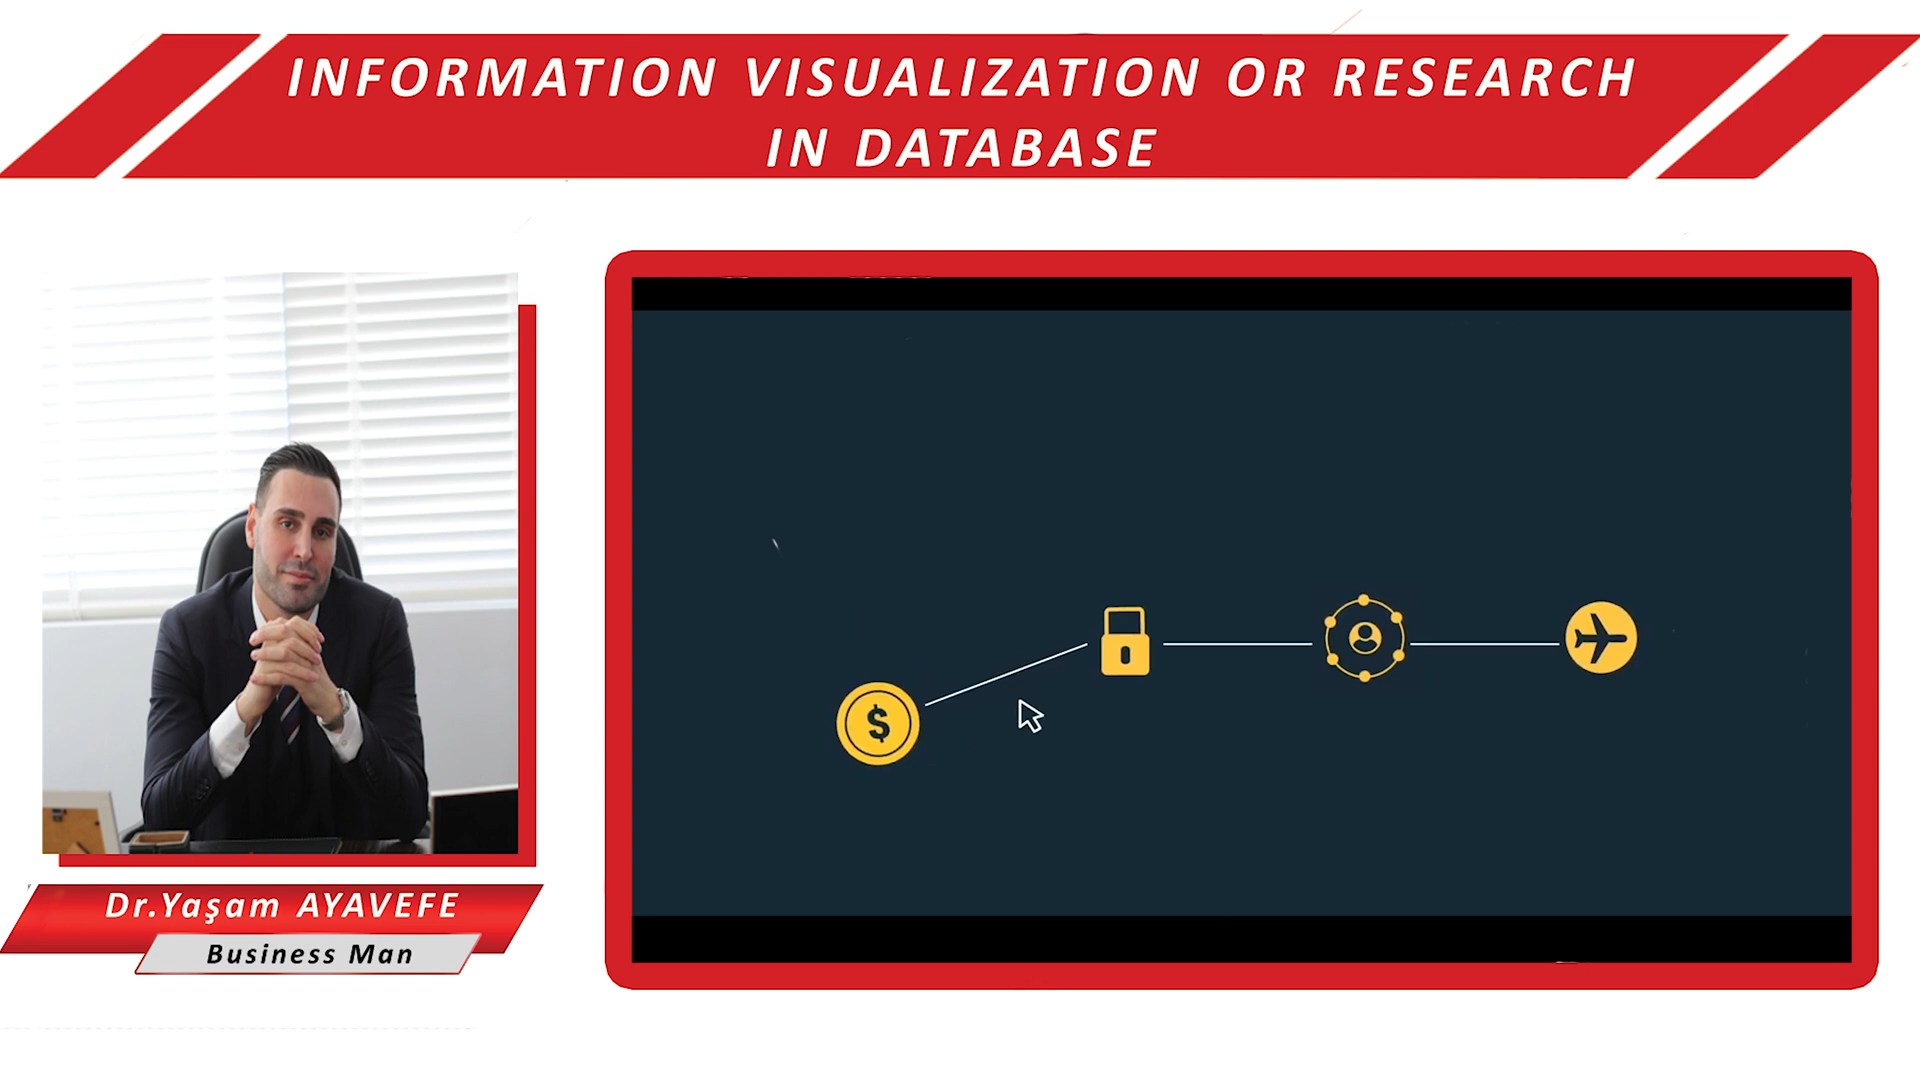 INFORMATION VISUALIZATION OR RESEARCH
IN DATABASE
$
Dr.Yaşam AYAVEFE
Business Man